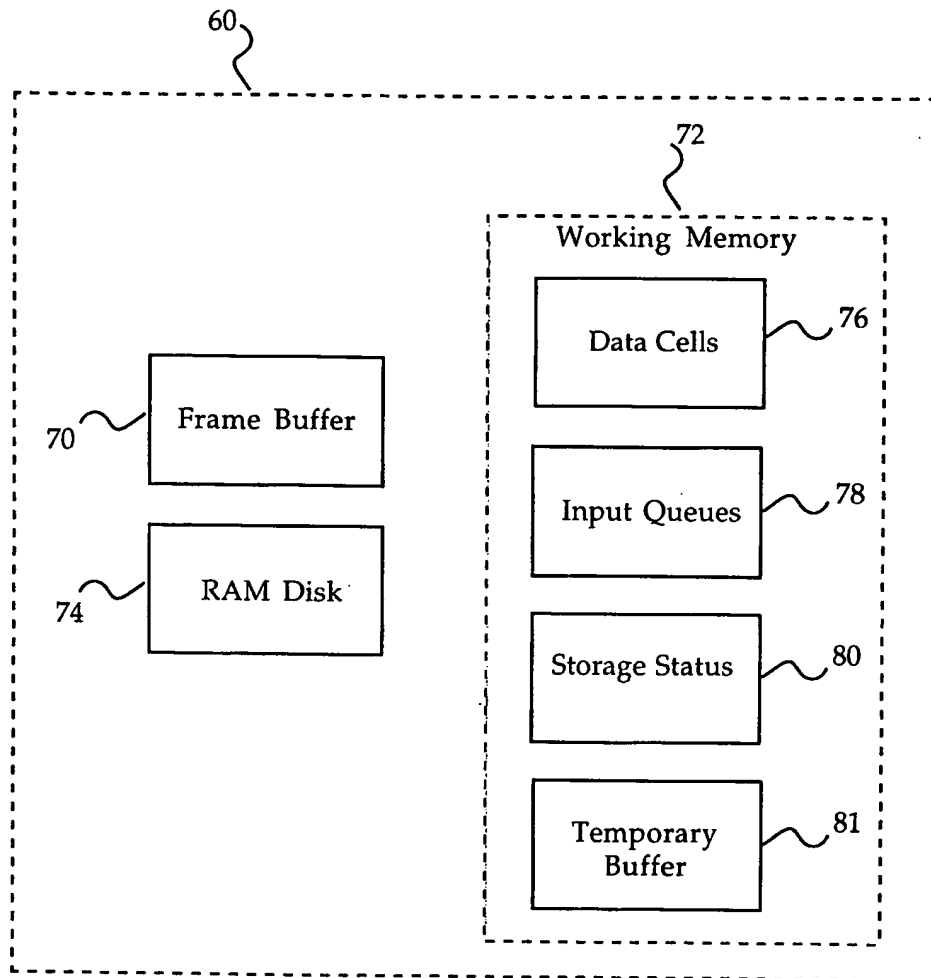 60
72
Working Memory
Data Cells
76
Frame Buffer
70
Input Queues
78
RAM Disk
74
Storage Status
80
Temporary
Buffer
81